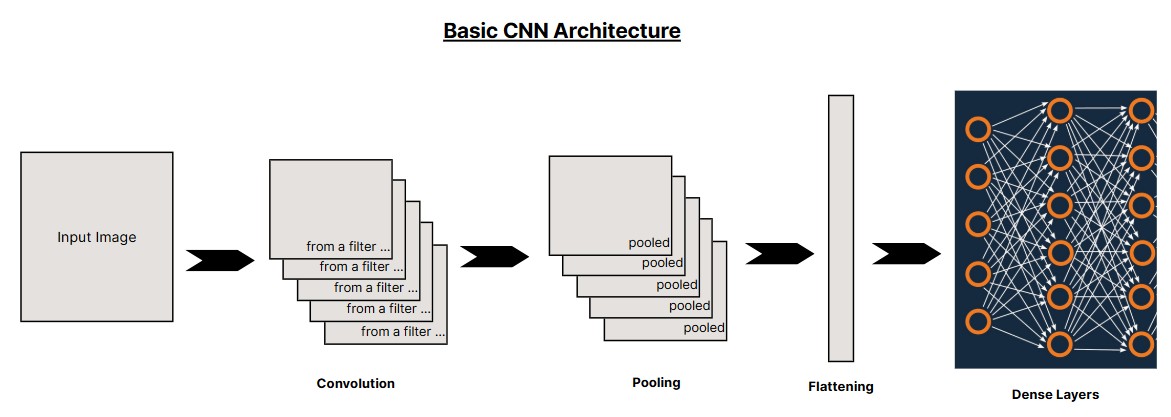 Basic CNN Architecture
Input Image
from a filter ...
from a filter ...
from a filter ...
from a filter ...
from a filter ...
pooled
pooled
pooled
pooled
pooled
Convolution
Pooling
Flattening
Dense Layers